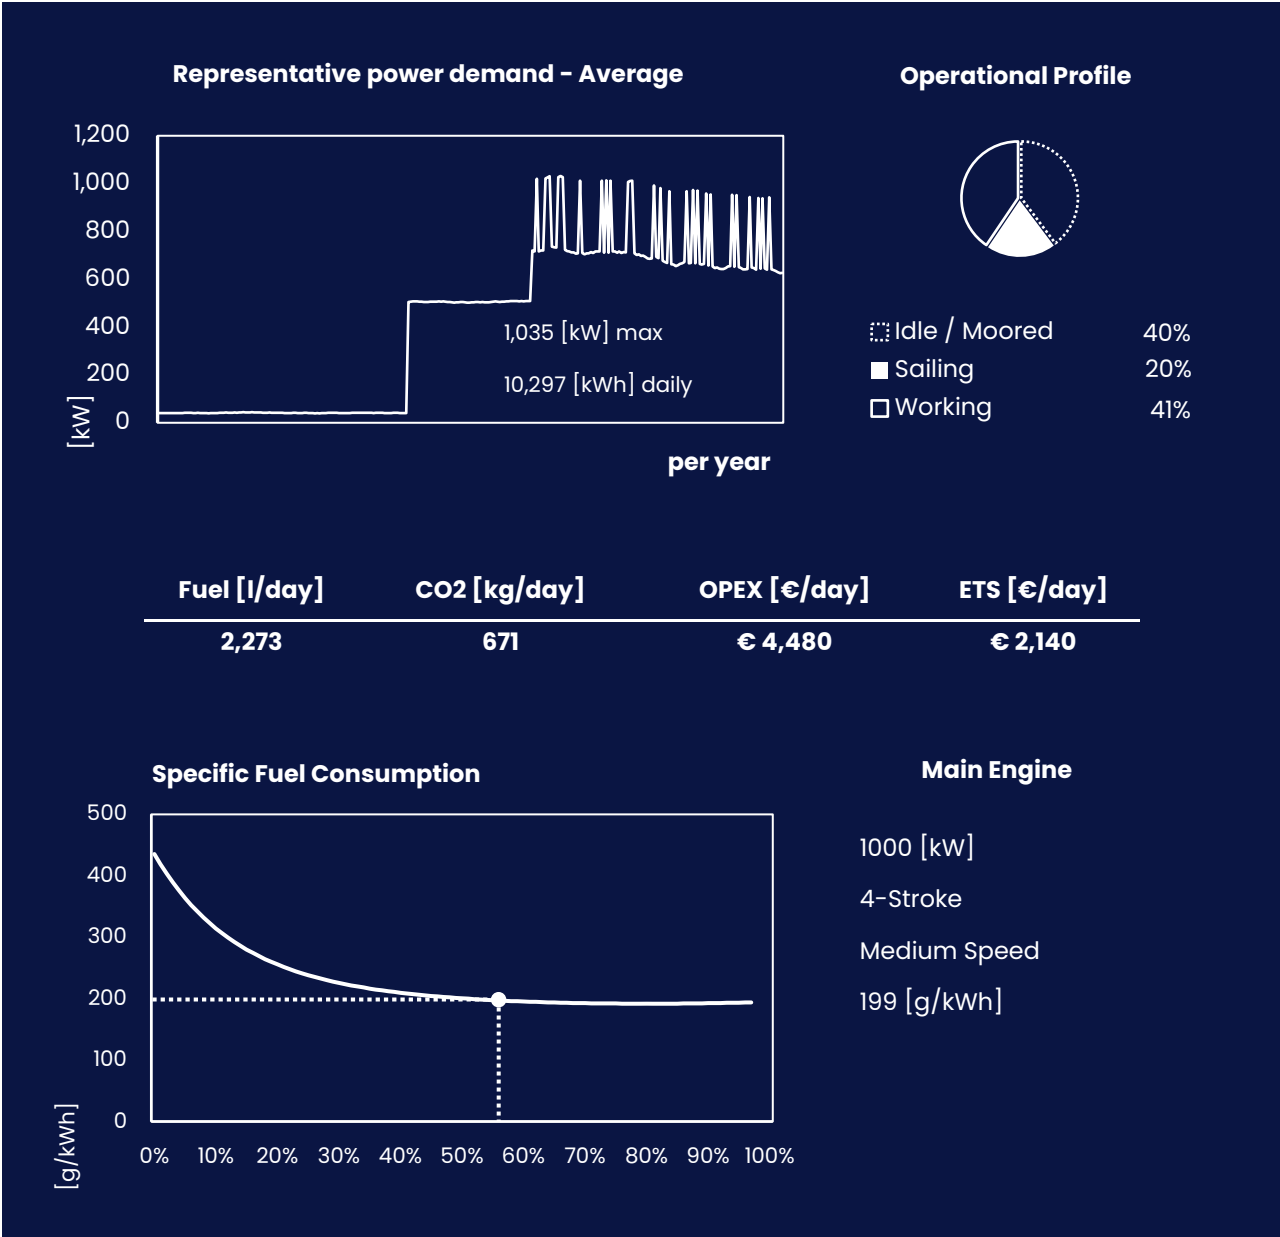 Representative power demand – Average
Operational Profile
1,200
1,000
800
600
400
200
0
[kW]
1,035 [kW] max
10,297 [kWh] daily
per year
Idle / Moored 40%
Sailing 20%
Working 41%
Fuel [l/day] CO2 [kg/day] OPEX [€/day] ETS [€/day]
2,273 671 € 4,480 € 2,140
Specific Fuel Consumption
Main Engine
500
400
300
200
100
0
[g/kWh]
0% 10% 20% 30% 40% 50% 60% 70% 80% 90% 100%
1000 [kW]
4-Stroke
Medium Speed
199 [g/kWh]